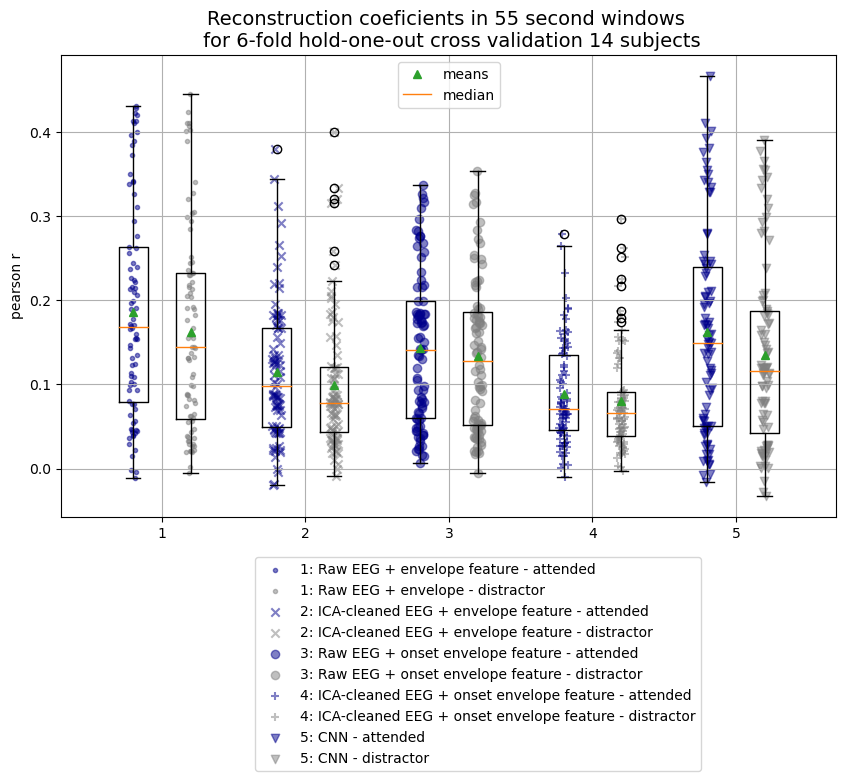 Reconstruction coeficients in 55 second windows
for 6-fold hold-one-out cross validation 14 subjects
means
median
pearson r
0.4
0.3
0.2
0.1
0.0
1 2 3 4 5
1: Raw EEG + envelope feature - attended
1: Raw EEG + envelope - distractor
2: ICA-cleaned EEG + envelope feature - attended
2: ICA-cleaned EEG + envelope feature - distractor
3: Raw EEG + onset envelope feature - attended
3: Raw EEG + onset envelope feature - distractor
4: ICA-cleaned EEG + onset envelope feature - attended
4: ICA-cleaned EEG + onset envelope feature - distractor
5: CNN - attended
5: CNN - distractor